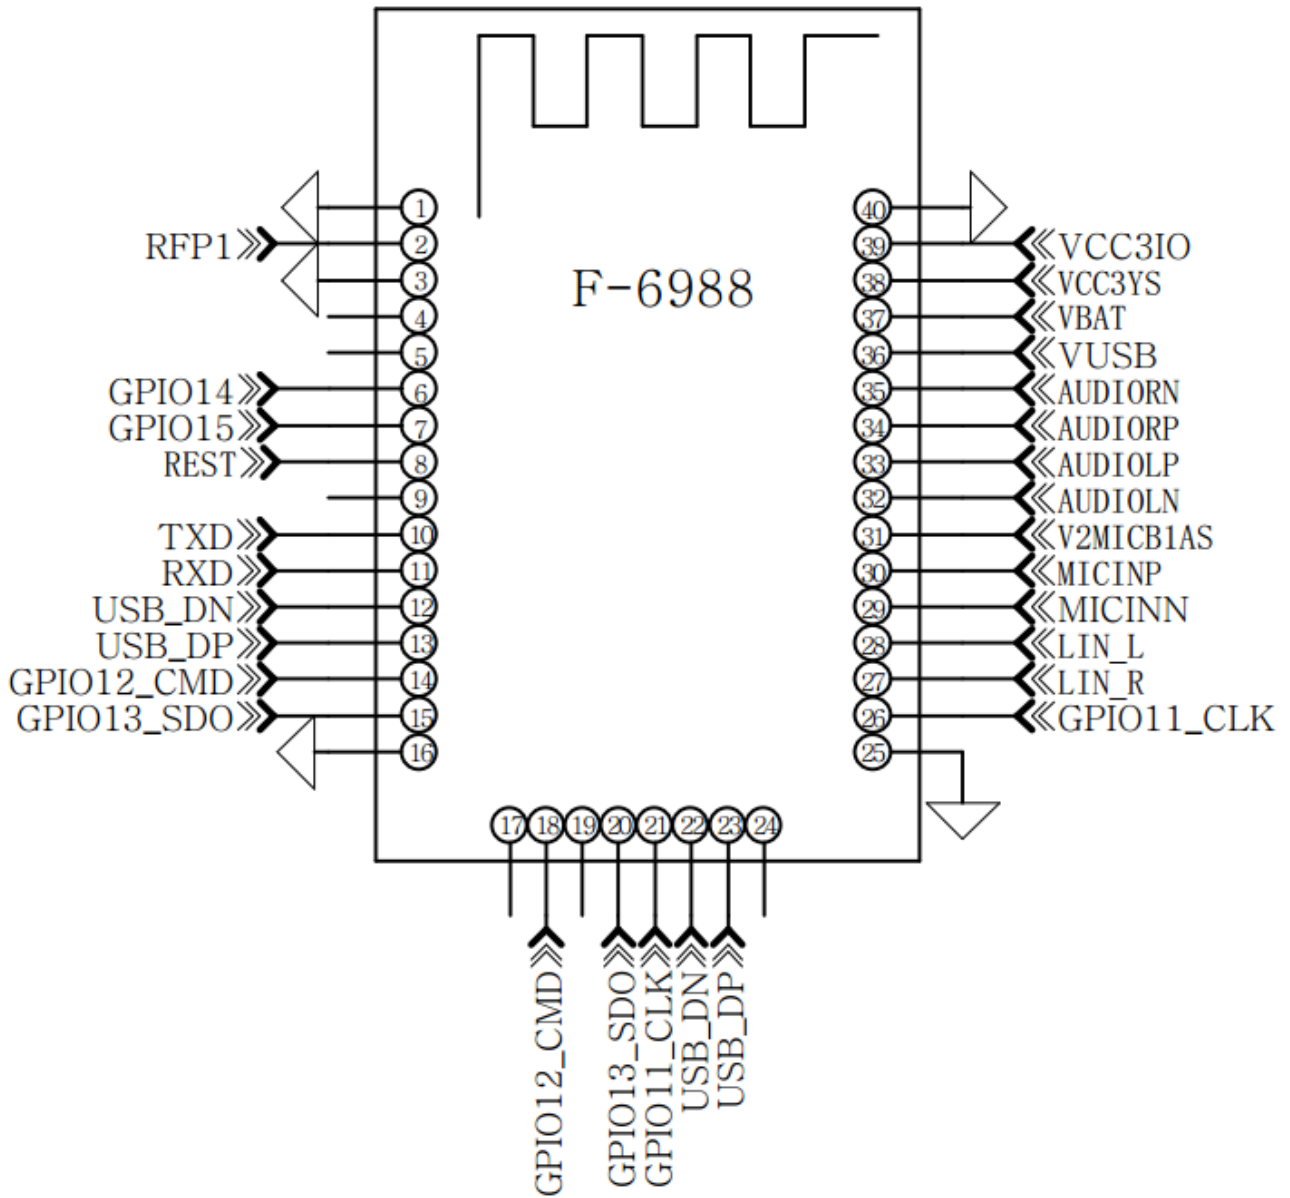 F-6988
1
RFP1 2
3
4
5
GPIO14 6
GPIO15 7
REST 8
9
TXD 10
RXD 11
USB_DN 12
USB_DP 13
GPIO12_CMD 14
GPIO13_SDO 15
16
17 18 19 20 21 22 23 24
GPIO12_CMD
GPIO13_SDO
GPIO11_CLK
USB_DN
USB_DP
40
39 VCC3IO
38 VCC3YS
37 VBAT
36 VUSB
35 AUDIORN
34 AUDIORP
33 AUDIOLP
32 AUDIOLN
31 V2MICB1AS
30 MICINP
29 MICINN
28 LIN_L
27 LIN_R
26 GPIO11_CLK
25